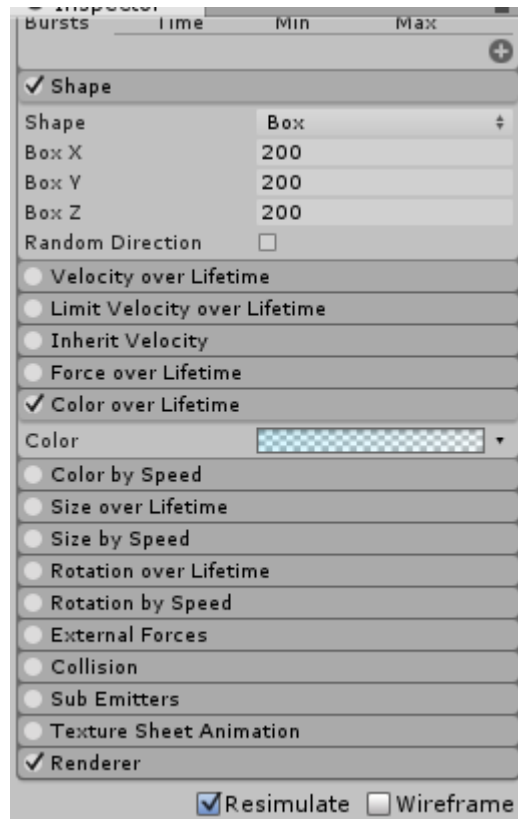 Inspector
Bursts Time Min Max
Shape
Shape Box
Box X 200
Box Y 200
Box Z 200
Random Direction
Velocity over Lifetime
Limit Velocity over Lifetime
Inherit Velocity
Force over Lifetime
Color over Lifetime
Color
Color by Speed
Size over Lifetime
Size by Speed
Rotation over Lifetime
Rotation by Speed
External Forces
Collision
Sub Emitters
Texture Sheet Animation
Renderer
Resimulate Wireframe